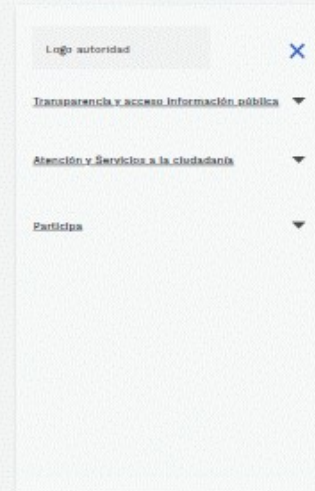 Logo autoridad
Transparencia y acceso información pública
Atención y Servicios a la ciudadanía
Participa